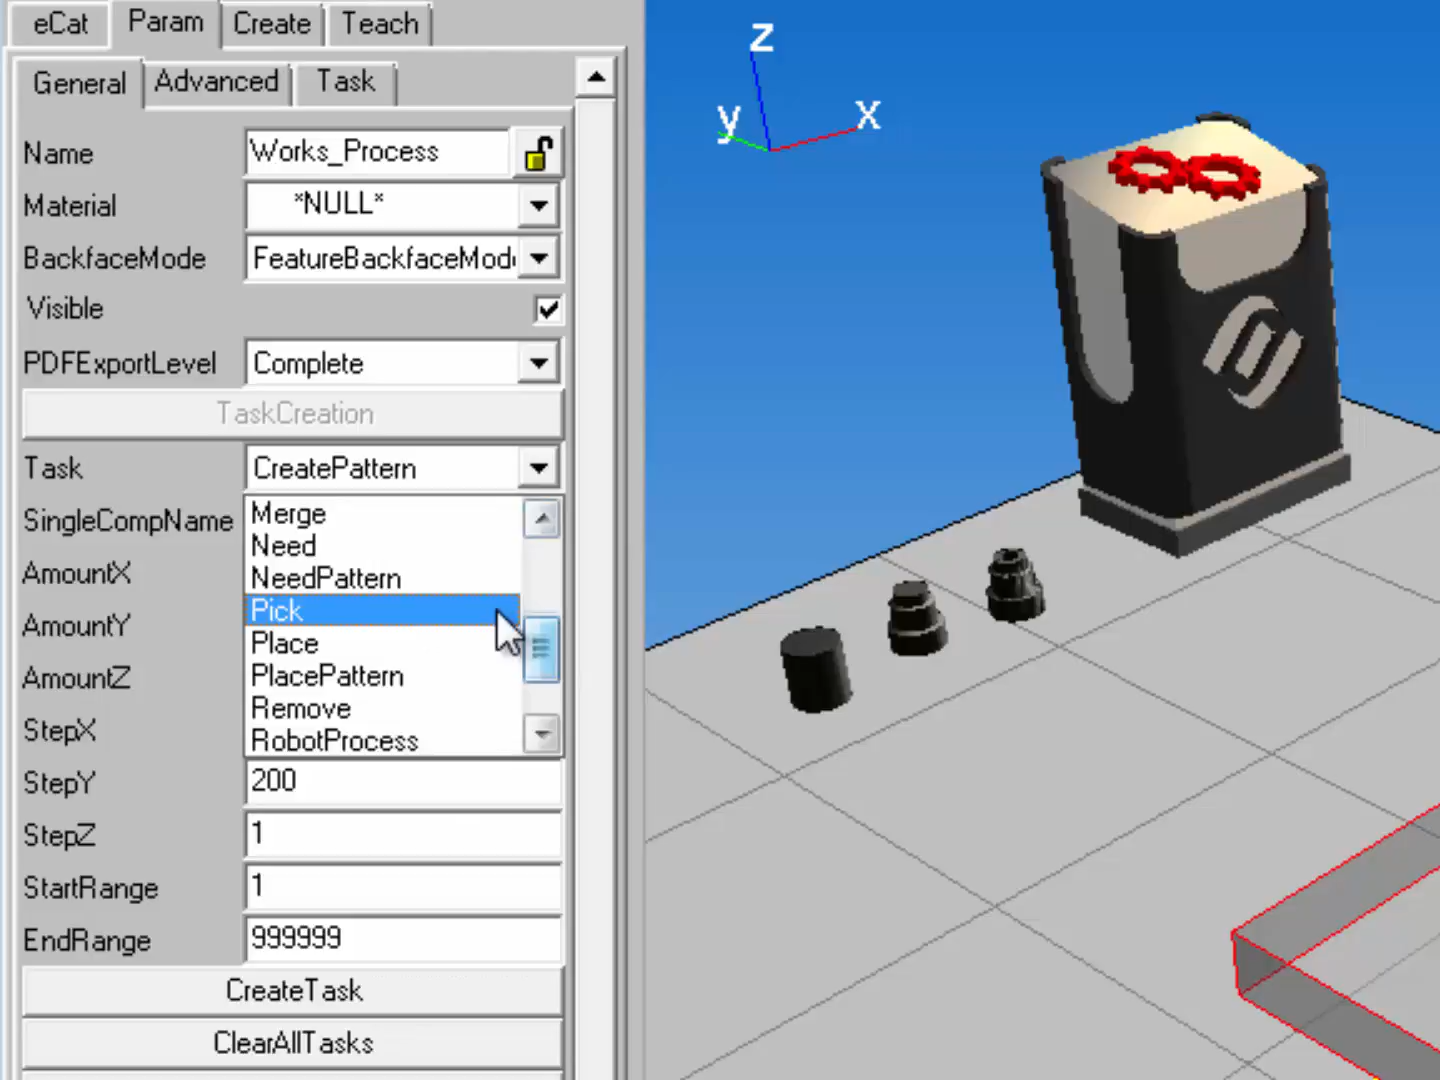 eCat Param Create Teach
General Advanced Task
Name Works_Process
Material *NULL*
BackfaceMode FeatureBackfaceMod
Visible
PDFExportLevel Complete
TaskCreation
Task CreatePattern
SingleCompName
AmountX
AmountY
AmountZ
StepX
Merge
Need
NeedPattern
Pick
Place
PlacePattern
Remove
RobotProcess
StepY 200
StepZ 1
StartRange 1
EndRange 999999
CreateTask
ClearAllTasks
z
y
x